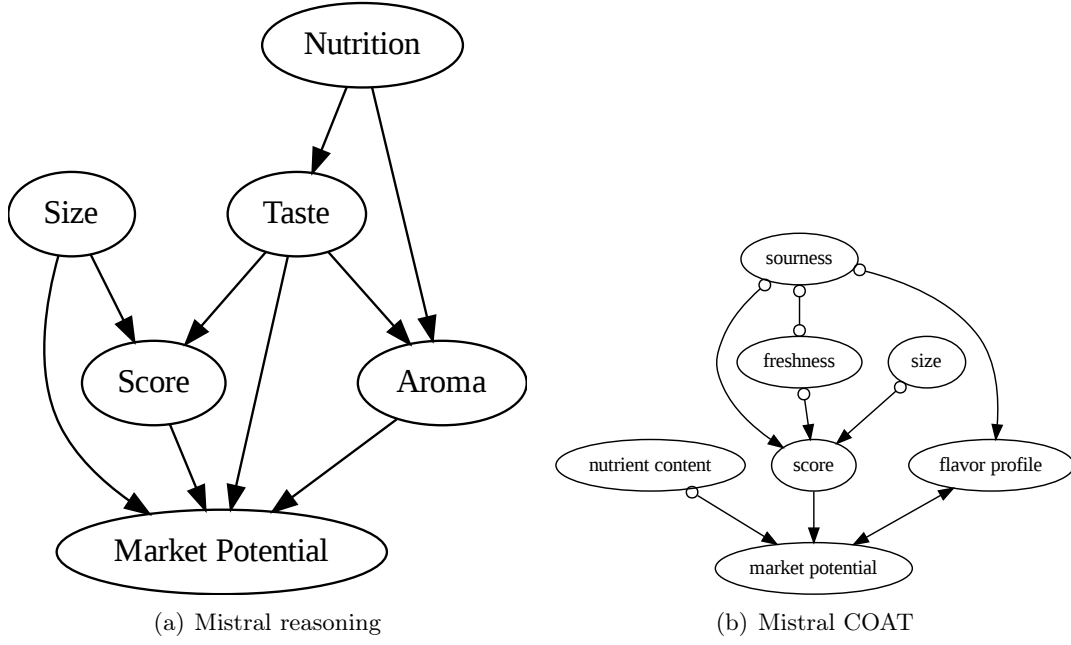 Nutrition
Size
Taste
Score
Aroma
Market Potential
(a) Mistral reasoning
sourness
freshness
size
nutrient content
score
flavor profile
market potential
(b) Mistral COAT